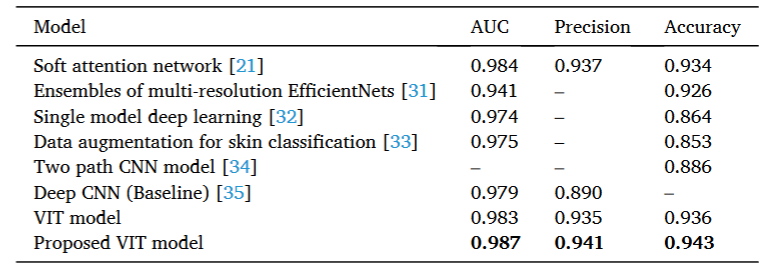 Model AUC Precision Accuracy
Soft attention network [21] 0.984 0.937 0.934
Ensembles of multi-resolution EfficientNets [31] 0.941 – 0.926
Single model deep learning [32] 0.974 – 0.864
Data augmentation for skin classification [33] 0.975 – 0.853
Two path CNN model [34] – – 0.886
Deep CNN (Baseline) [35] 0.979 0.890 –
VIT model 0.983 0.935 0.936
Proposed VIT model 0.987 0.941 0.943